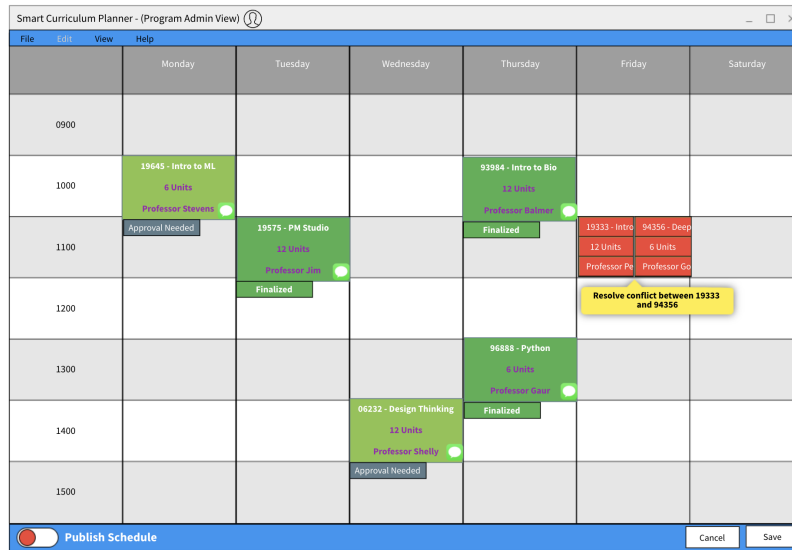 Smart Curriculum Planner - (Program Admin View)
File Edit View Help
Monday Tuesday Wednesday Thursday Friday Saturday
0900
1000
19645 - Intro to ML
6 Units
Professor Stevens
Approval Needed
93984 - Intro to Bio
12 Units
Professor Balmer
Finalized
1100
19575 - PM Studio
12 Units
Professor Jim
Finalized
19333 - Intro
12 Units
Professor Pe
94356 - Deep
6 Units
Professor Go
Resolve conflict between 19333
and 94356
1200
1300
96888 - Python
6 Units
Professor Gaur
Finalized
1400
06232 - Design Thinking
12 Units
Professor Shelly
Approval Needed
1500
Publish Schedule
Cancel
Save